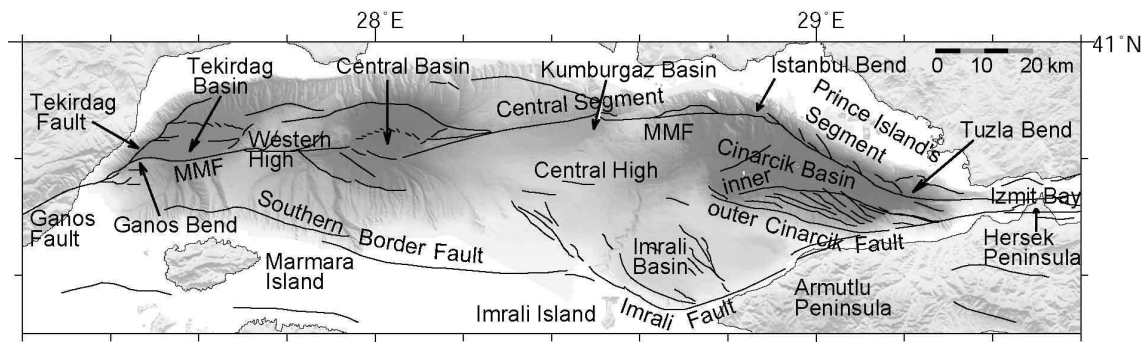 28°E
29°E
41°N
0 10 20 km
Tekirdag
Basin
Central Basin
Kumburgaz Basin
Istanbul Bend
Tekirdag
Fault
Central Segment
Prince Island's
Segment
Tuzla Bend
Western
High
MMF
MMF
Central High
Cinarcik Basin
inner
outer Cinarcik Fault
Izmit Bay
Ganos
Fault
Ganos Bend
Southern Border Fault
Marmara
Island
Imrali
Basin
Hersek
Peninsula
Imrali Island
Imrali Fault
Armutlu
Peninsula